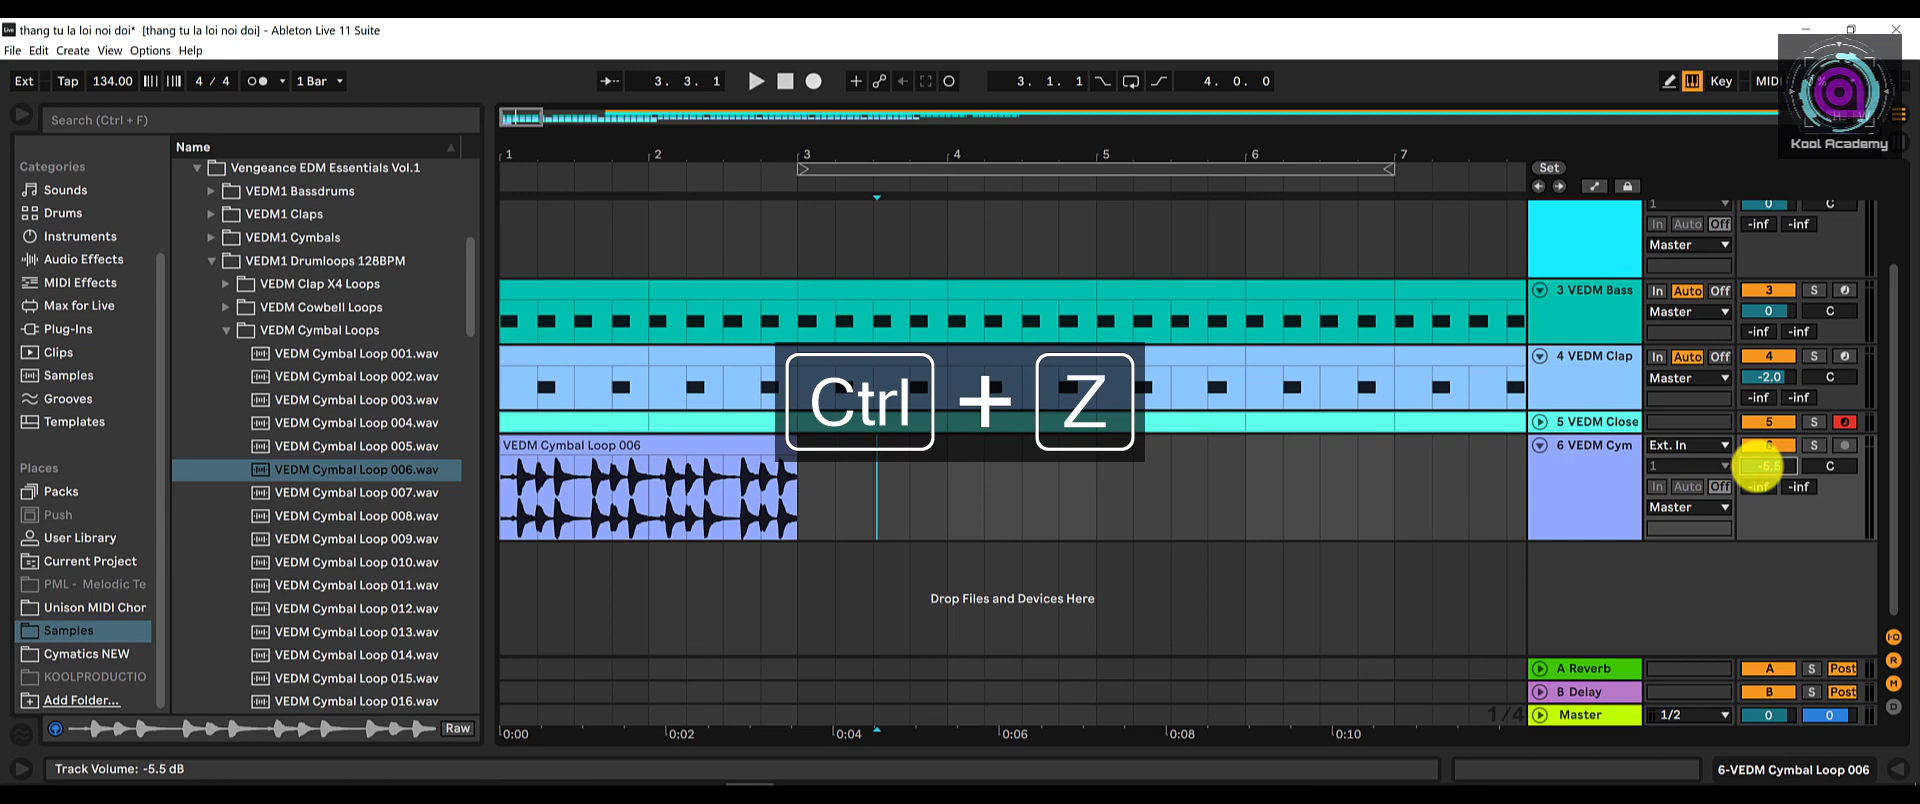 thang tu la loi noi doi* [thang tu la loi noi doi] - Ableton Live 11 Suite
File Edit Create View Options Help
Ext Tap 134.00 4 / 4 1 Bar 3. 3. 1 3. 1. 1 4. 0. 0 Key MIDI
Kool Academy
Search (Ctrl + F)
Categories
Sounds
Drums
Instruments
Audio Effects
MIDI Effects
Max for Live
Plug-Ins
Clips
Samples
Grooves
Templates
Places
Packs
Push
User Library
Current Project
PML - Melodic Te
Unison MIDI Chor
Samples
Cymatics NEW
KOOLPRODUCTIO
Add Folder...
Name
Vengeance EDM Essentials Vol.1
VEDM1 Bassdrums
VEDM1 Claps
VEDM1 Cymbals
VEDM1 Drumloops 128BPM
VEDM Clap X4 Loops
VEDM Cowbell Loops
VEDM Cymbal Loops
VEDM Cymbal Loop 001.wav
VEDM Cymbal Loop 002.wav
VEDM Cymbal Loop 003.wav
VEDM Cymbal Loop 004.wav
VEDM Cymbal Loop 005.wav
VEDM Cymbal Loop 006.wav
VEDM Cymbal Loop 007.wav
VEDM Cymbal Loop 008.wav
VEDM Cymbal Loop 009.wav
VEDM Cymbal Loop 010.wav
VEDM Cymbal Loop 011.wav
VEDM Cymbal Loop 012.wav
VEDM Cymbal Loop 013.wav
VEDM Cymbal Loop 014.wav
VEDM Cymbal Loop 015.wav
VEDM Cymbal Loop 016.wav
Raw
1 2 3 4 5 6 7
Set
1 0 C
In Auto Off -inf -inf
Master
3 VEDM Bass In Auto Off 3 S
Master 0 C
-inf -inf
4 VEDM Clap In Auto Off 4 S
Master -2.0 C
-inf -inf
Ctrl + Z
5 VEDM Close 5 S
VEDM Cymbal Loop 006
6 VEDM Cym Ext. In 6 S
1 -5.5 C
In Auto Off -inf -inf
Master
Drop Files and Devices Here
A Reverb A S Post
B Delay B S Post
1/4 Master 1/2 0 0
I·O
R
M
D
0:00 0:02 0:04 0:06 0:08 0:10
Track Volume: -5.5 dB
6-VEDM Cymbal Loop 006